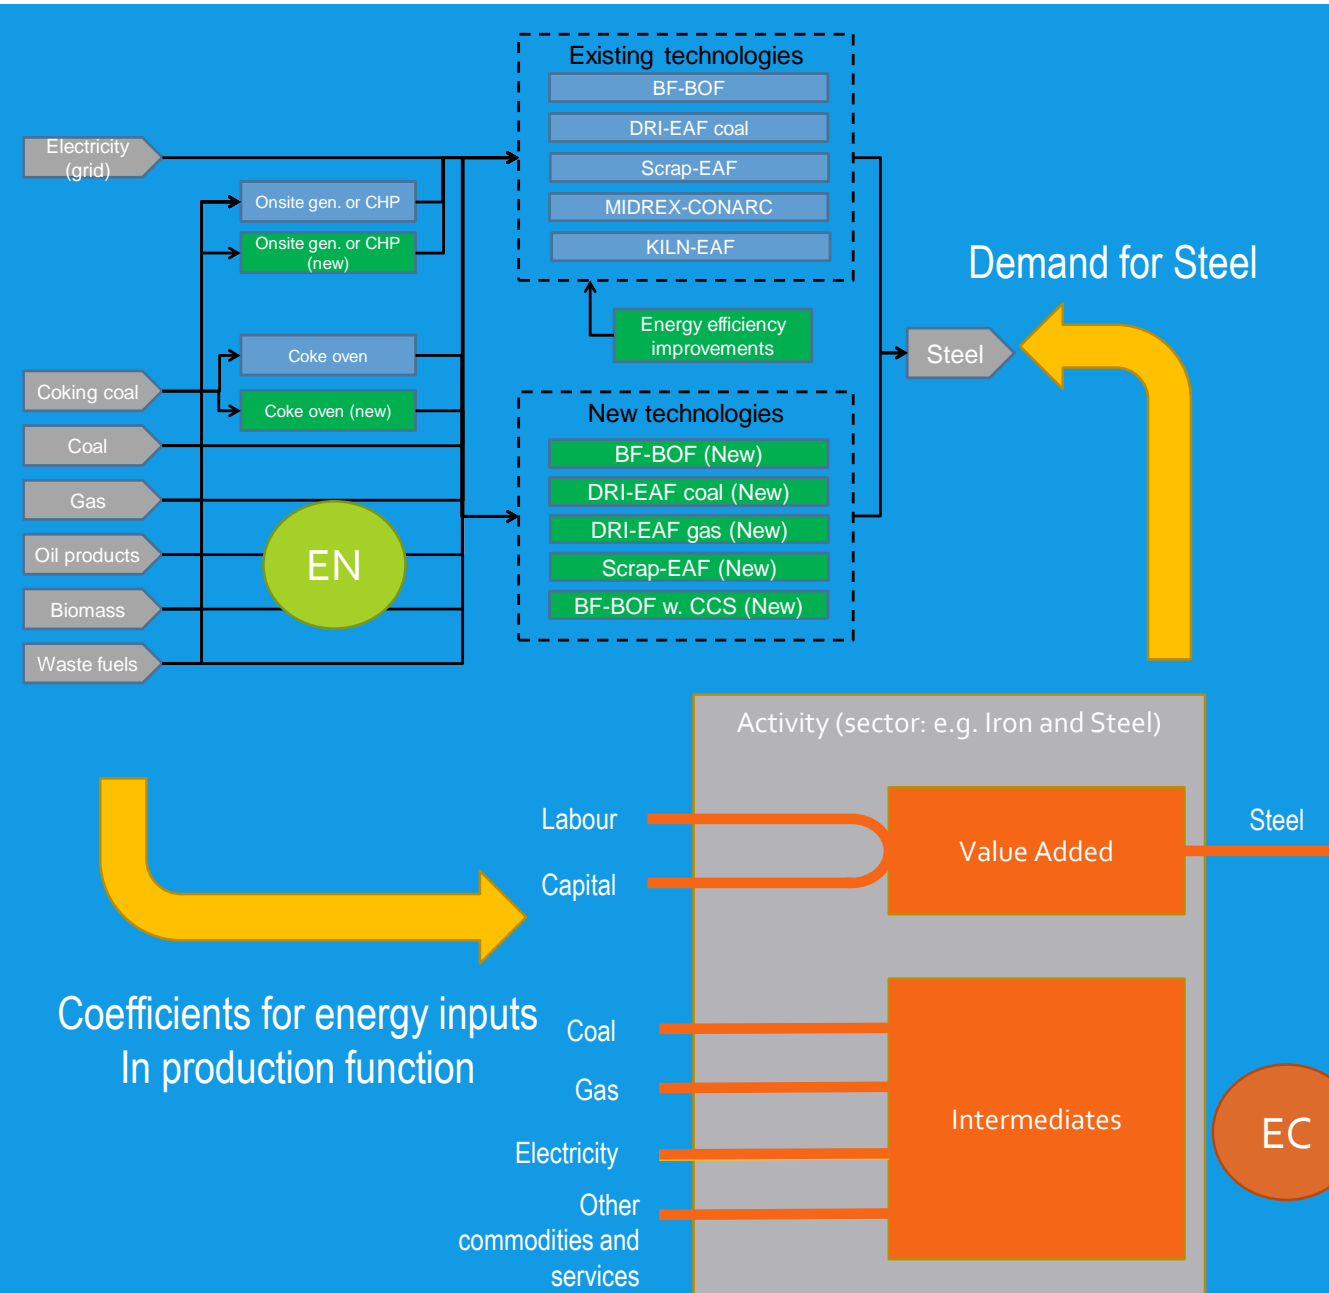 Existing technologies
BF-BOF
DRI-EAF coal
Scrap-EAF
MIDREX-CONARC
KILN-EAF
Electricity
(grid)
Onsite gen. or CHP
Onsite gen. or CHP
(new)
Energy efficiency
improvements
Demand for Steel
Steel
Coke oven
Coke oven (new)
Coking coal
Coal
Gas
Oil products
Biomass
Waste fuels
EN
New technologies
BF-BOF (New)
DRI-EAF coal (New)
DRI-EAF gas (New)
Scrap-EAF (New)
BF-BOF w. CCS (New)
Activity (sector: e.g. Iron and Steel)
Labour
Capital
Value Added
Steel
Coefficients for energy inputs
In production function
Coal
Gas
Electricity
Other
commodities and
services
Intermediates
EC